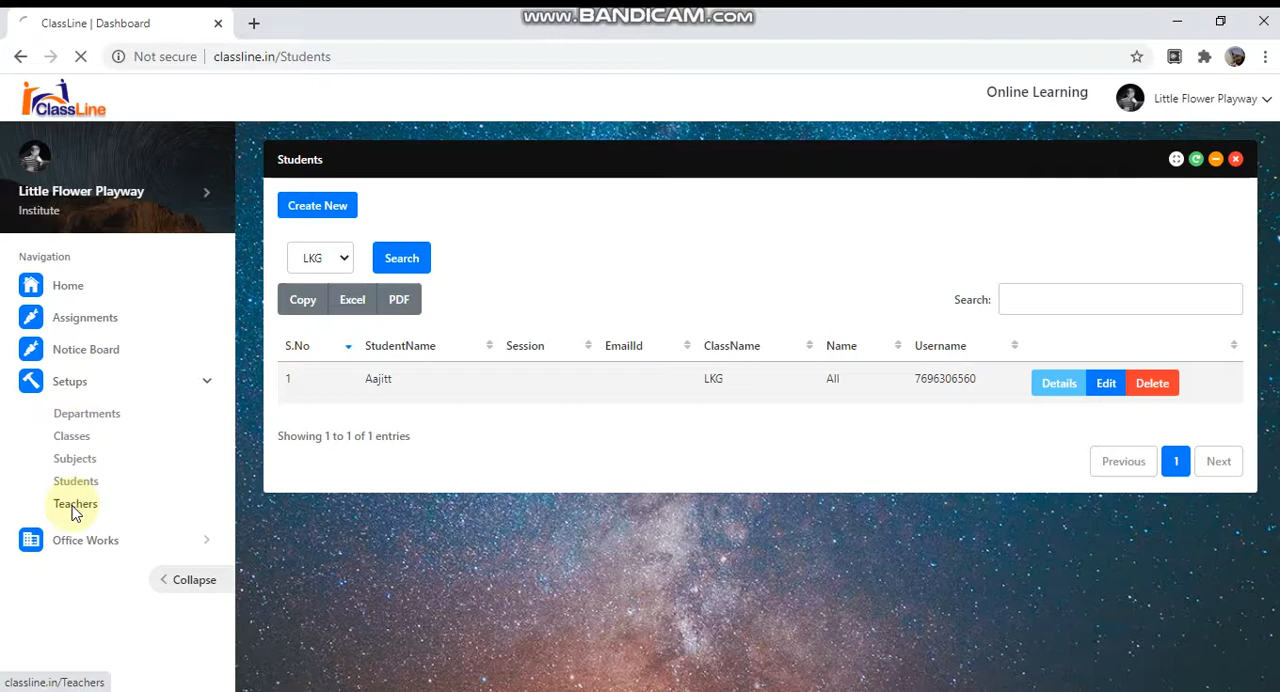 www.BANDICAM.com
ClassLine | Dashboard
Not secure classline.in/Students
ClassLine
Online Learning
Little Flower Playway
Little Flower Playway
Institute
Navigation
Home
Assignments
Notice Board
Setups
Departments
Classes
Subjects
Students
Teachers
Office Works
Collapse
classline.in/Teachers
Students
Create New
LKG Search
Copy Excel PDF Search:
S.No StudentName Session EmailId ClassName Name Username
1 Aajitt LKG All 7696306560 Details Edit Delete
Showing 1 to 1 of 1 entries
Previous 1 Next